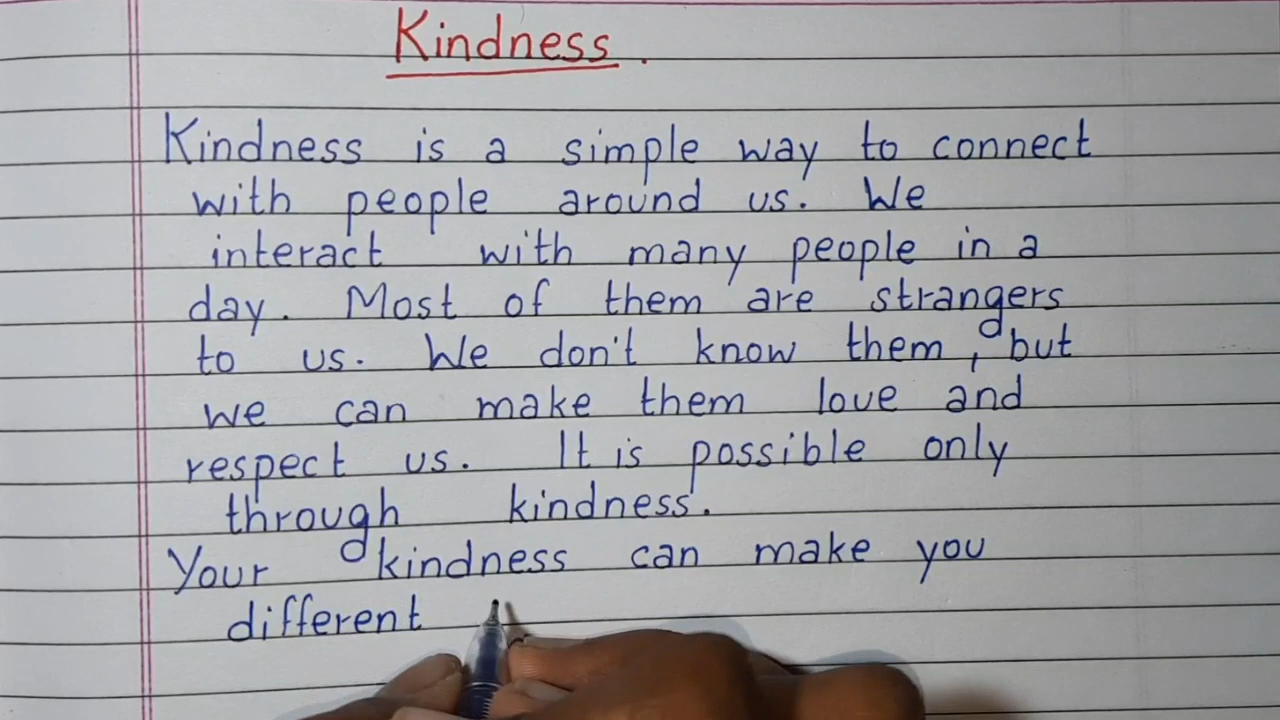 Kindness.
Kindness is a simple way to connect
with people around us. We
interact with many people in a
day. Most of them are strangers
to us. We don't know them, but
we can make them love and
respect us. It is possible only
through kindness.
Your kindness can make you
different